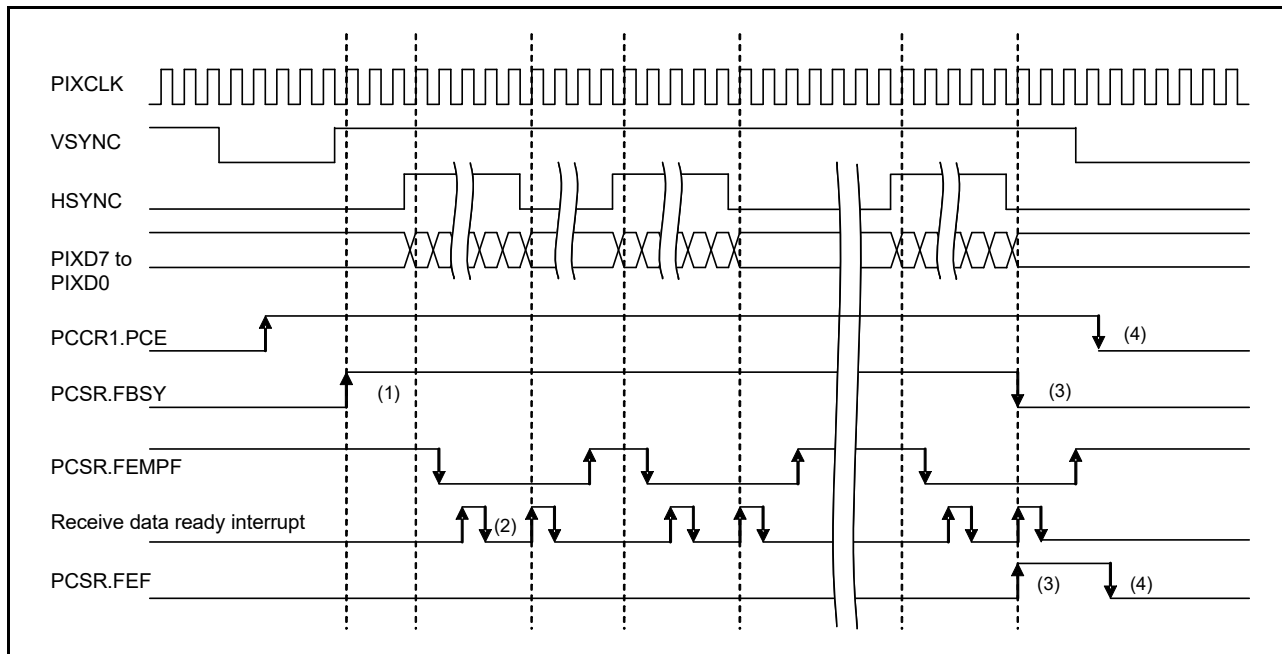 PIXCLK
VSYNC
HSYNC
PIXD7 to
PIXD0
PCCR1.PCE
(4)
PCSR.FBSY
(1)
(3)
PCSR.FEMPF
Receive data ready interrupt
(2)
PCSR.FEF
(3)
(4)